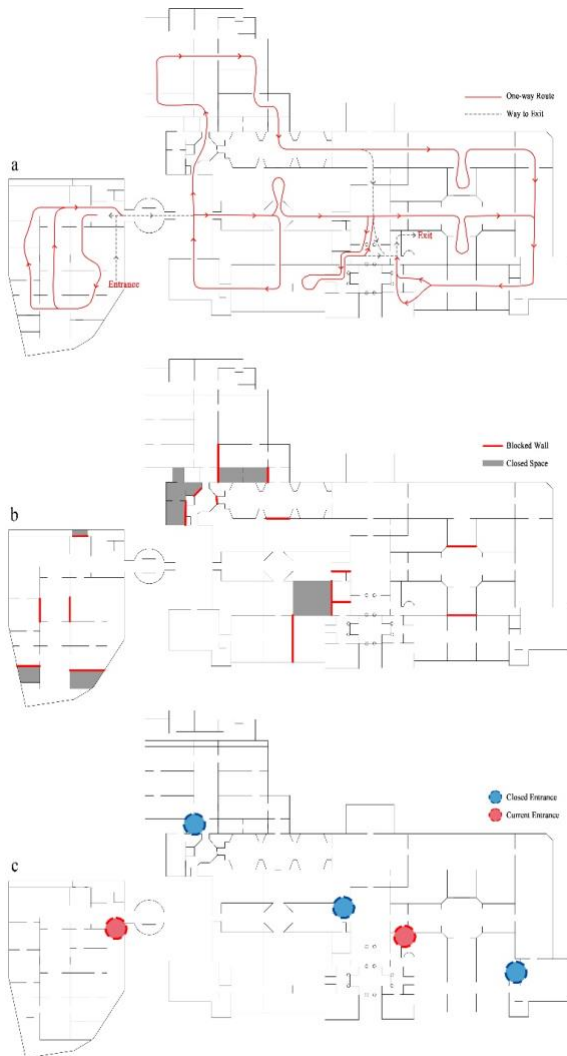 One-way Route
Way to Exit
a
Exit
Entrance
Blocked Wall
Closed Space
b
Closed Entrance
Current Entrance
c